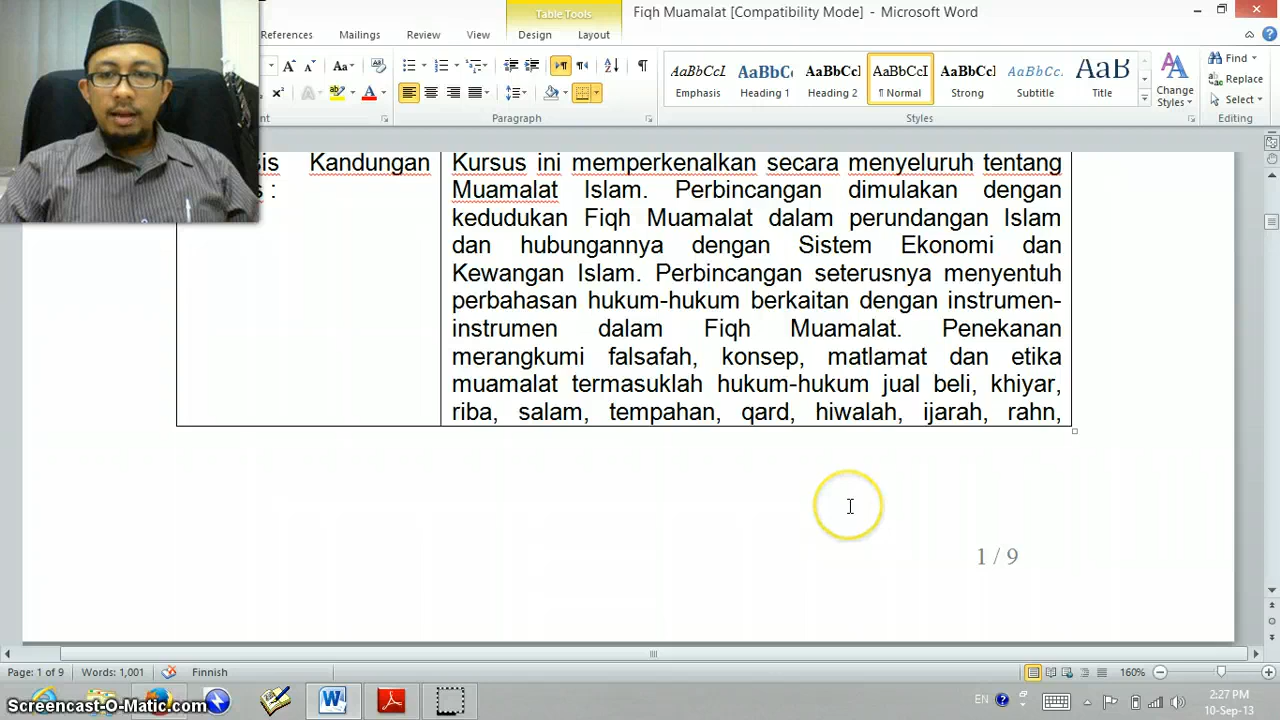 Table Tools
Fiqh Muamalat [Compatibility Mode] - Microsoft Word
References Mailings Review View Design Layout
Aa
AaBbCcI AaBbC AaBbCc AaBbCcI AaBbCc AaBbCc. AaB
Emphasis Heading 1 Heading 2 ¶ Normal Strong Subtitle Title
Change Styles
Find
Replace
Select
Paragraph Styles Editing
Kandungan
:
Kursus ini memperkenalkan secara menyeluruh tentang
Muamalat Islam. Perbincangan dimulakan dengan
kedudukan Fiqh Muamalat dalam perundangan Islam
dan hubungannya dengan Sistem Ekonomi dan
Kewangan Islam. Perbincangan seterusnya menyentuh
perbahasan hukum-hukum berkaitan dengan instrumen-
instrumen dalam Fiqh Muamalat. Penekanan
merangkumi falsafah, konsep, matlamat dan etika
muamalat termasuklah hukum-hukum jual beli, khiyar,
riba, salam, tempahan, qard, hiwalah, ijarah, rahn,
1 / 9
Page: 1 of 9 Words: 1,001 Finnish 160%
Screencast-O-Matic.com
EN
2:27 PM
10-Sep-13